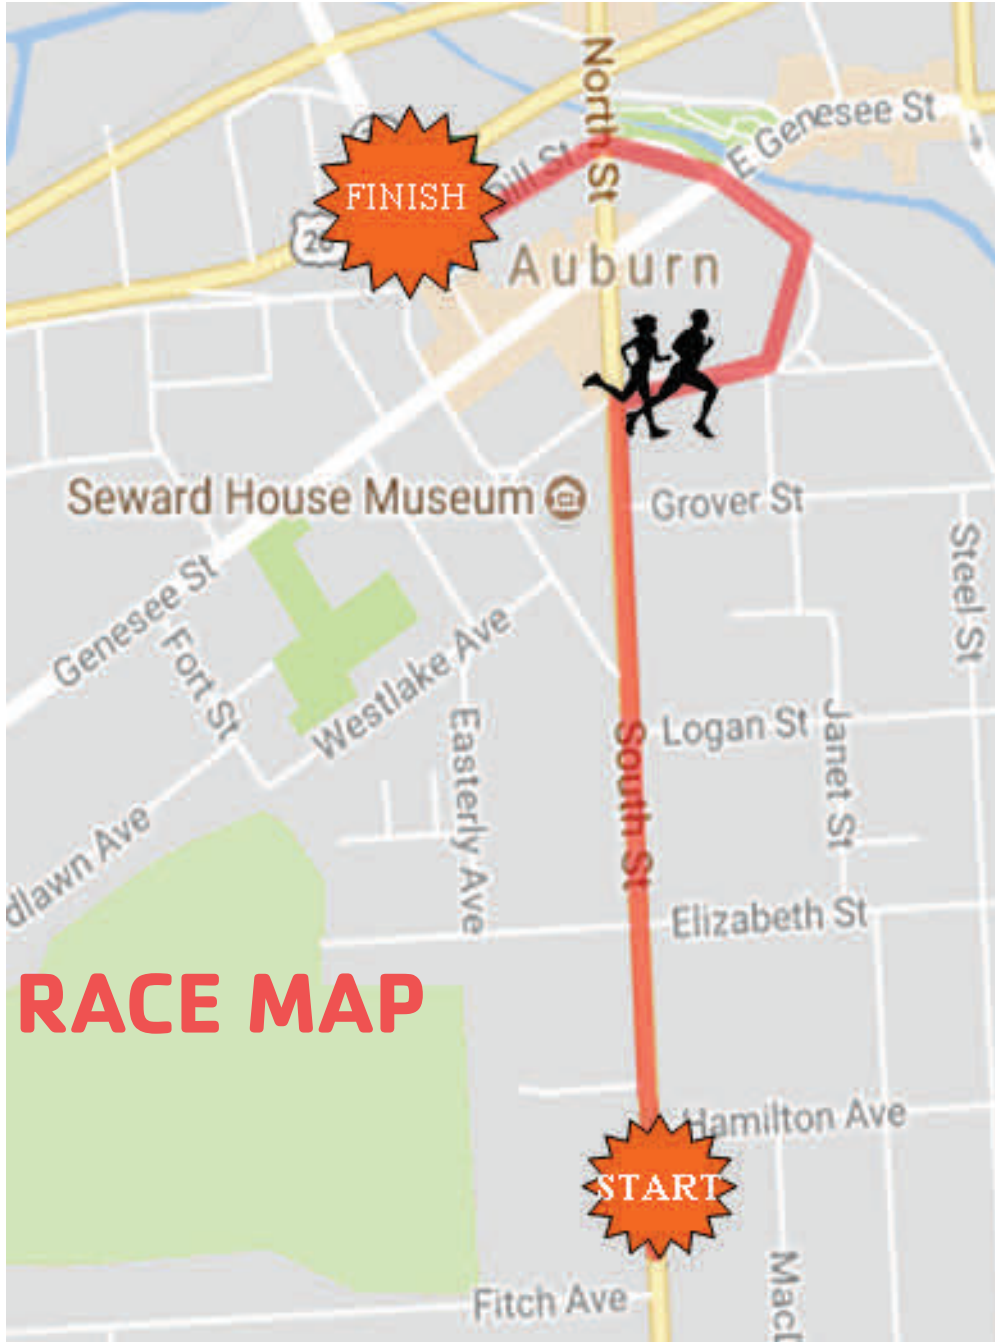 North St
E Genesee St
FINISH
Auburn
Seward House Museum
Grover St
Steel St
Genesee St
Fort St
Westlake Ave
Logan St
South St
Janet St
Easterly Ave
dlawn Ave
Elizabeth St
RACE MAP
Hamilton Ave
START
Fitch Ave